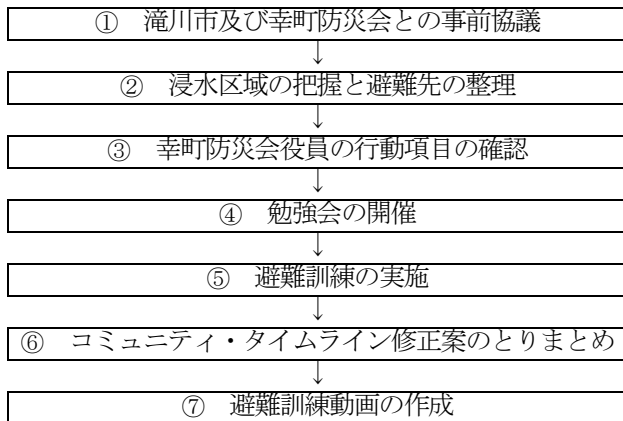 ① 滝川市及び幸町防災会との事前協議
↓
② 浸水区域の把握と避難先の整理
↓
③ 幸町防災会役員の行動項目の確認
↓
④ 勉強会の開催
↓
⑤ 避難訓練の実施
↓
⑥ コミュニティ・タイムライン修正案のとりまとめ
↓
⑦ 避難訓練動画の作成